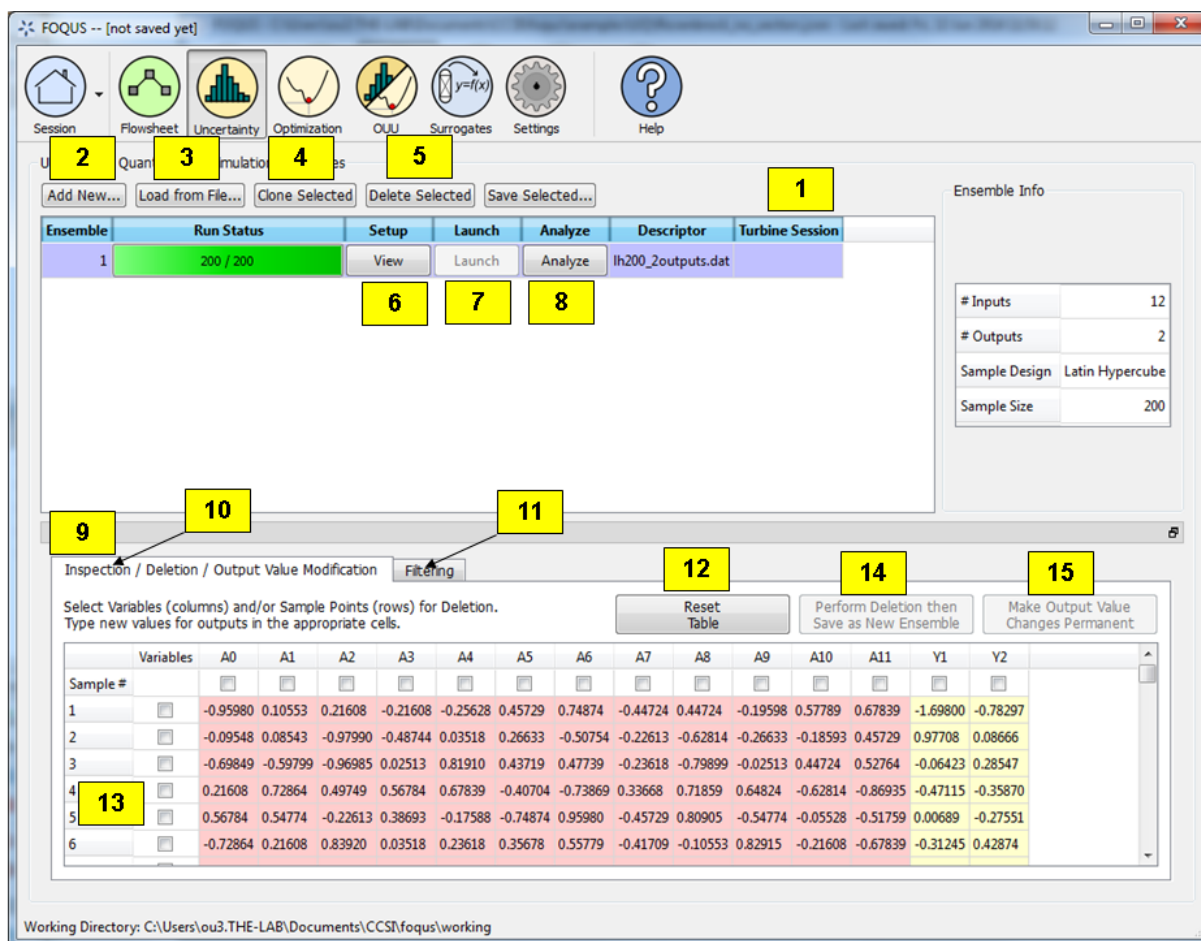 FOQUS -- [not saved yet]
Session
Flowsheet
Uncertainty
Optimization
OUU
y=f(x)
Surrogates
Settings
Help
2
3
4
5
1
Add New...
Load from File...
Clone Selected
Delete Selected
Save Selected...
Ensemble Info
Ensemble Run Status Setup Launch Analyze Descriptor Turbine Session
1 200 / 200 View Launch Analyze lh200_2outputs.dat
6
7
8
# Inputs 12
# Outputs 2
Sample Design Latin Hypercube
Sample Size 200
9
10
11
Inspection / Deletion / Output Value Modification
Filtering
12
14
15
Select Variables (columns) and/or Sample Points (rows) for Deletion.
Type new values for outputs in the appropriate cells.
Reset
Table
Perform Deletion then
Save as New Ensemble
Make Output Value
Changes Permanent
Variables A0 A1 A2 A3 A4 A5 A6 A7 A8 A9 A10 A11 Y1 Y2
Sample #
1 -0.95980 0.10553 0.21608 -0.21608 -0.25628 0.45729 0.74874 -0.44724 0.44724 -0.19598 0.57789 0.67839 -1.69800 -0.78297
2 -0.09548 0.08543 -0.97990 -0.48744 0.03518 0.26633 -0.50754 -0.22613 -0.62814 -0.26633 -0.18593 0.45729 0.97708 0.08666
3 -0.69849 -0.59799 -0.96985 0.02513 0.81910 0.43719 0.47739 -0.23618 -0.79899 -0.02513 0.44724 0.52764 -0.06423 0.28547
4 0.21608 0.72864 0.49749 0.56784 0.67839 -0.40704 -0.73869 0.33668 0.71859 0.64824 -0.62814 -0.86935 -0.47115 -0.35870
13
5 0.56784 0.54774 -0.22613 0.38693 -0.17588 -0.74874 0.95980 -0.45729 0.80905 -0.54774 -0.05528 -0.51759 0.00689 -0.27551
6 -0.72864 0.21608 0.83920 0.03518 0.23618 0.35678 0.55779 -0.41709 -0.10553 0.82915 -0.21608 -0.67839 -0.31245 0.42874
Working Directory: C:\Users\ou3.THE-LAB\Documents\CCSI\foqus\working